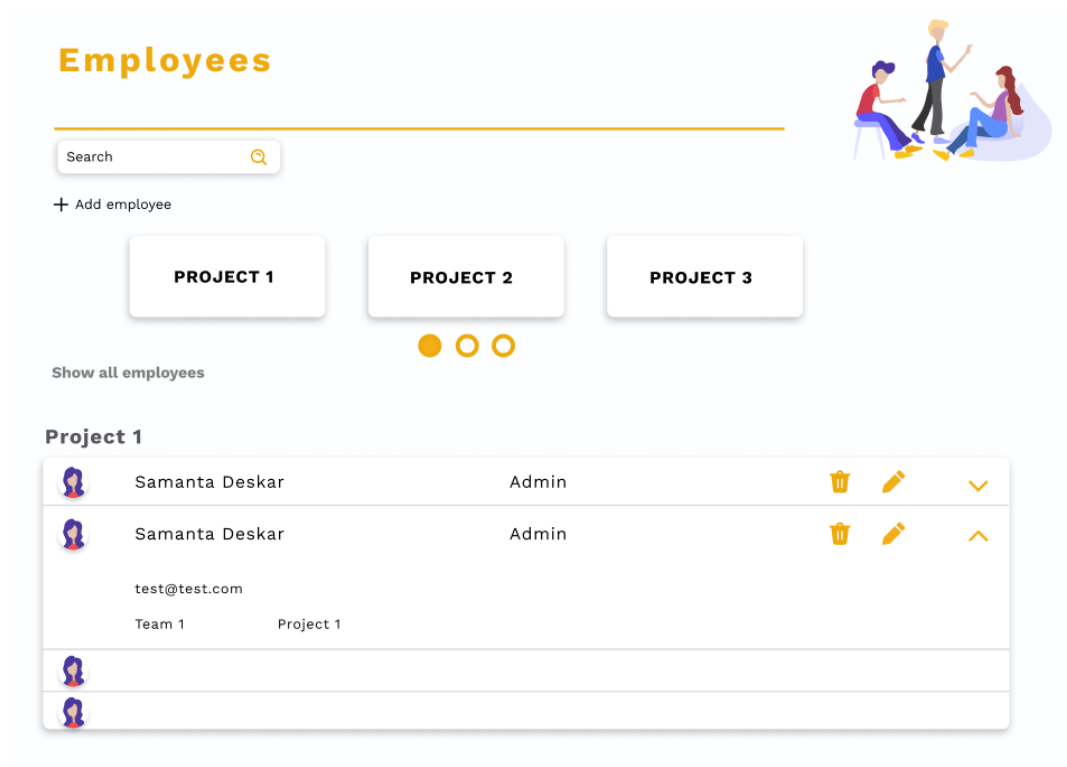 Employees
Search
Add employee
PROJECT 1 PROJECT 2 PROJECT 3
Show all employees
Project 1
Samanta Deskar Admin
Samanta Deskar Admin
test@test.com
Team 1 Project 1